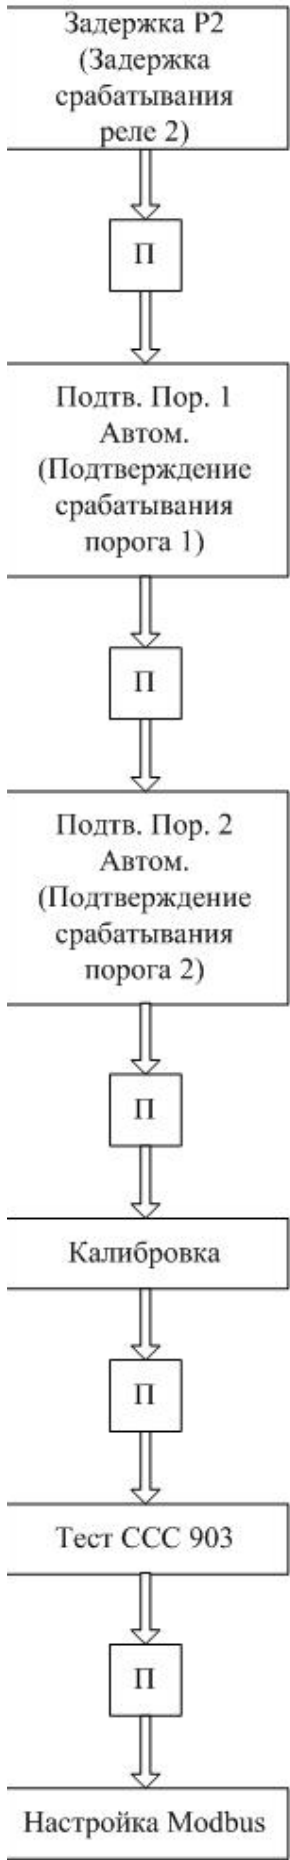 Задержка Р2
(Задержка
срабатывания
реле 2)
П
Подтв. Пор. 1
Автом.
(Подтверждение
срабатывания
порога 1)
П
Подтв. Пор. 2
Автом.
(Подтверждение
срабатывания
порога 2)
П
Калибровка
П
Тест ССС 903
П
Настройка Modbus